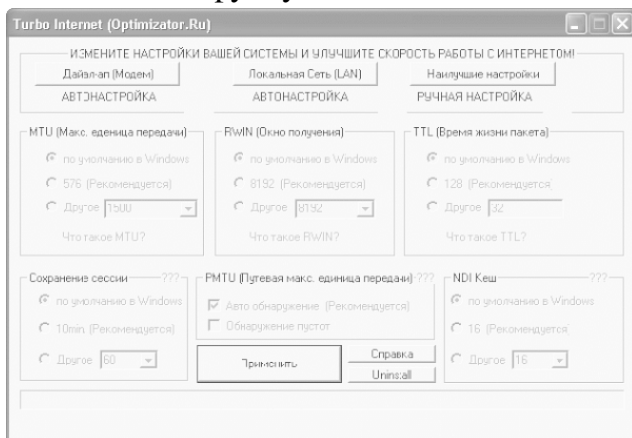 Turbo Internet (Optimizator.Ru)
ИЗМЕНИТЕ НАСТРОЙКИ ВАШЕЙ СИСТЕМЫ И УЛУЧШИТЕ СКОРОСТЬ РАБОТЫ С ИНТЕРНЕТОМ!
Дайал-ап (Модем) Локальная Сеть (LAN) Наилучшие настройки
АВТОНАСТРОЙКА АВТОНАСТРОЙКА РУЧНАЯ НАСТРОЙКА
MTU (Макс. еденица передачи) RWIN (Окно получения) TTL (Время жизни пакета)
по умолчанию в Windows по умолчанию в Windows по умолчанию в Windows
576 (Рекомендуется) 8192 (Рекомендуется) 128 (Рекомендуется
Другое 1500 Другое 8192 Другое 32
Что такое MTU? Что такое RWIN? Что такое TTL?
Сохранение сессии ??? PMTU (Путевая макс. единица передачи) ??? NDI Кеш ???
по умолчанию в Windows Авто обнаружение (Рекомендуется) по умолчанию в Windows
10min (Рекомендуется) Обнаружение пустот 16 (Рекомендуется)
Другое 60 Применить Справка Другое 16
Uninstall